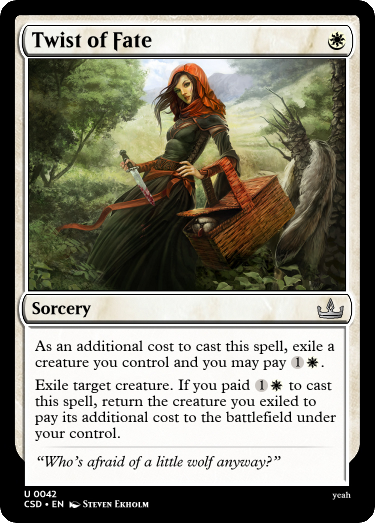 Twist of Fate
Sorcery
As an additional cost to cast this spell, exile a
creature you control and you may pay 1.
Exile target creature. If you paid 1 to cast
this spell, return the creature you exiled to
pay its additional cost to the battlefield under
your control.
“Who’s afraid of a little wolf anyway?”
U 0042
CSD • EN STEVEN EKHOLM
yeah